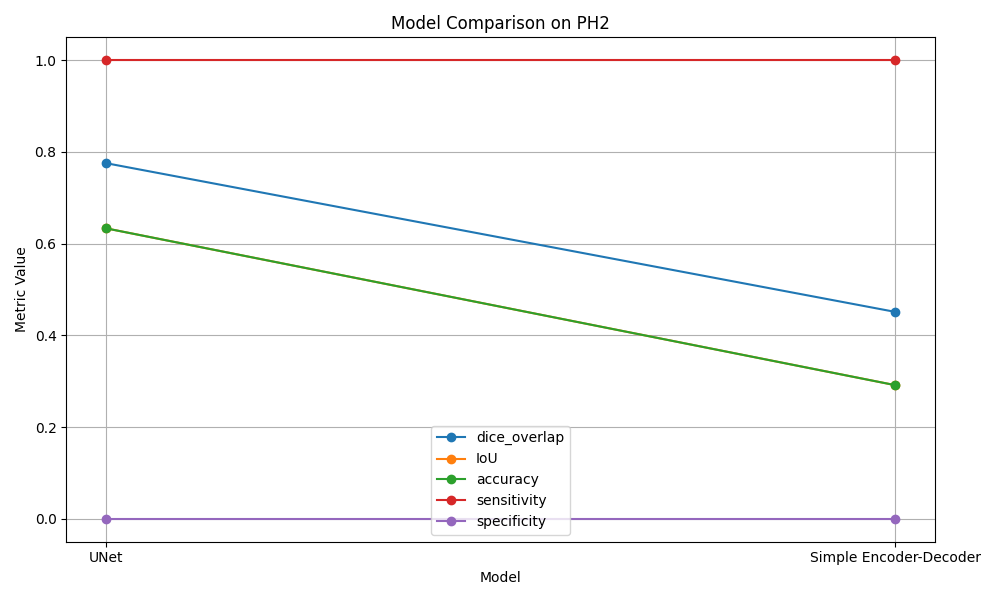 Model Comparison on PH2
Metric Value
1.0
0.8
0.6
0.4
0.2
0.0
dice_overlap
IoU
accuracy
sensitivity
specificity
UNet
Simple Encoder-Decoder
Model